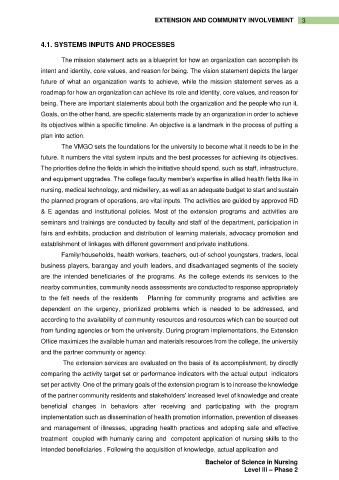 EXTENSION AND COMMUNITY INVOLVEMENT 3
4.1. SYSTEMS INPUTS AND PROCESSES
The mission statement acts as a blueprint for how an organization can accomplish its
intent and identity, core values, and reason for being. The vision statement depicts the larger
future of what an organization wants to achieve, while the mission statement serves as a
roadmap for how an organization can achieve its role and identity, core values, and reason for
being. There are important statements about both the organization and the people who run it.
Goals, on the other hand, are specific statements made by an organization in order to achieve
its objectives within a specific timeline. An objective is a landmark in the process of putting a
plan into action.
The VMGO sets the foundations for the university to become what it needs to be in the
future. It numbers the vital system inputs and the best processes for achieving its objectives.
The priorities define the fields in which the initiative should spend, such as staff, infrastructure,
and equipment upgrades. The college faculty member's expertise in allied health fields like in
nursing, medical technology, and midwifery, as well as an adequate budget to start and sustain
the planned program of operations, are vital inputs. The activities are guided by approved RD
& E agendas and institutional policies. Most of the extension programs and activities are
seminars and trainings are conducted by faculty and staff of the department, participation in
fairs and exhibits, production and distribution of learning materials, advocacy promotion and
establishment of linkages with different government and private institutions.
Family/households, health workers, teachers, out-of-school youngsters, traders, local
business players, barangay and youth leaders, and disadvantaged segments of the society
are the intended beneficiaries of the programs. As the college extends its services to the
nearby communities, community needs assessments are conducted to response appropriately
to the felt needs of the residents Planning for community programs and activities are
dependent on the urgency, prioritized problems which is needed to be addressed, and
according to the availability of community resources and resources which can be sourced out
from funding agencies or from the university. During program implementations, the Extension
Office maximizes the available human and materials resources from the college, the university
and the partner community or agency.
The extension services are evaluated on the basis of its accomplishment, by directly
comparing the activity target set or performance indicators with the actual output indicators
set per activity One of the primary goals of the extension program is to increase the knowledge
of the partner community residents and stakeholders' increased level of knowledge and create
beneficial changes in behaviors after receiving and participating with the program
implementation such as dissemination of health promotion information, prevention of diseases
and management of illnesses, upgrading health practices and adopting safe and effective
treatment coupled with humanly caring and competent application of nursing skills to the
intended beneficiaries . Following the acquisition of knowledge, actual application and
Bachelor of Science in Nursing
Level III – Phase 2